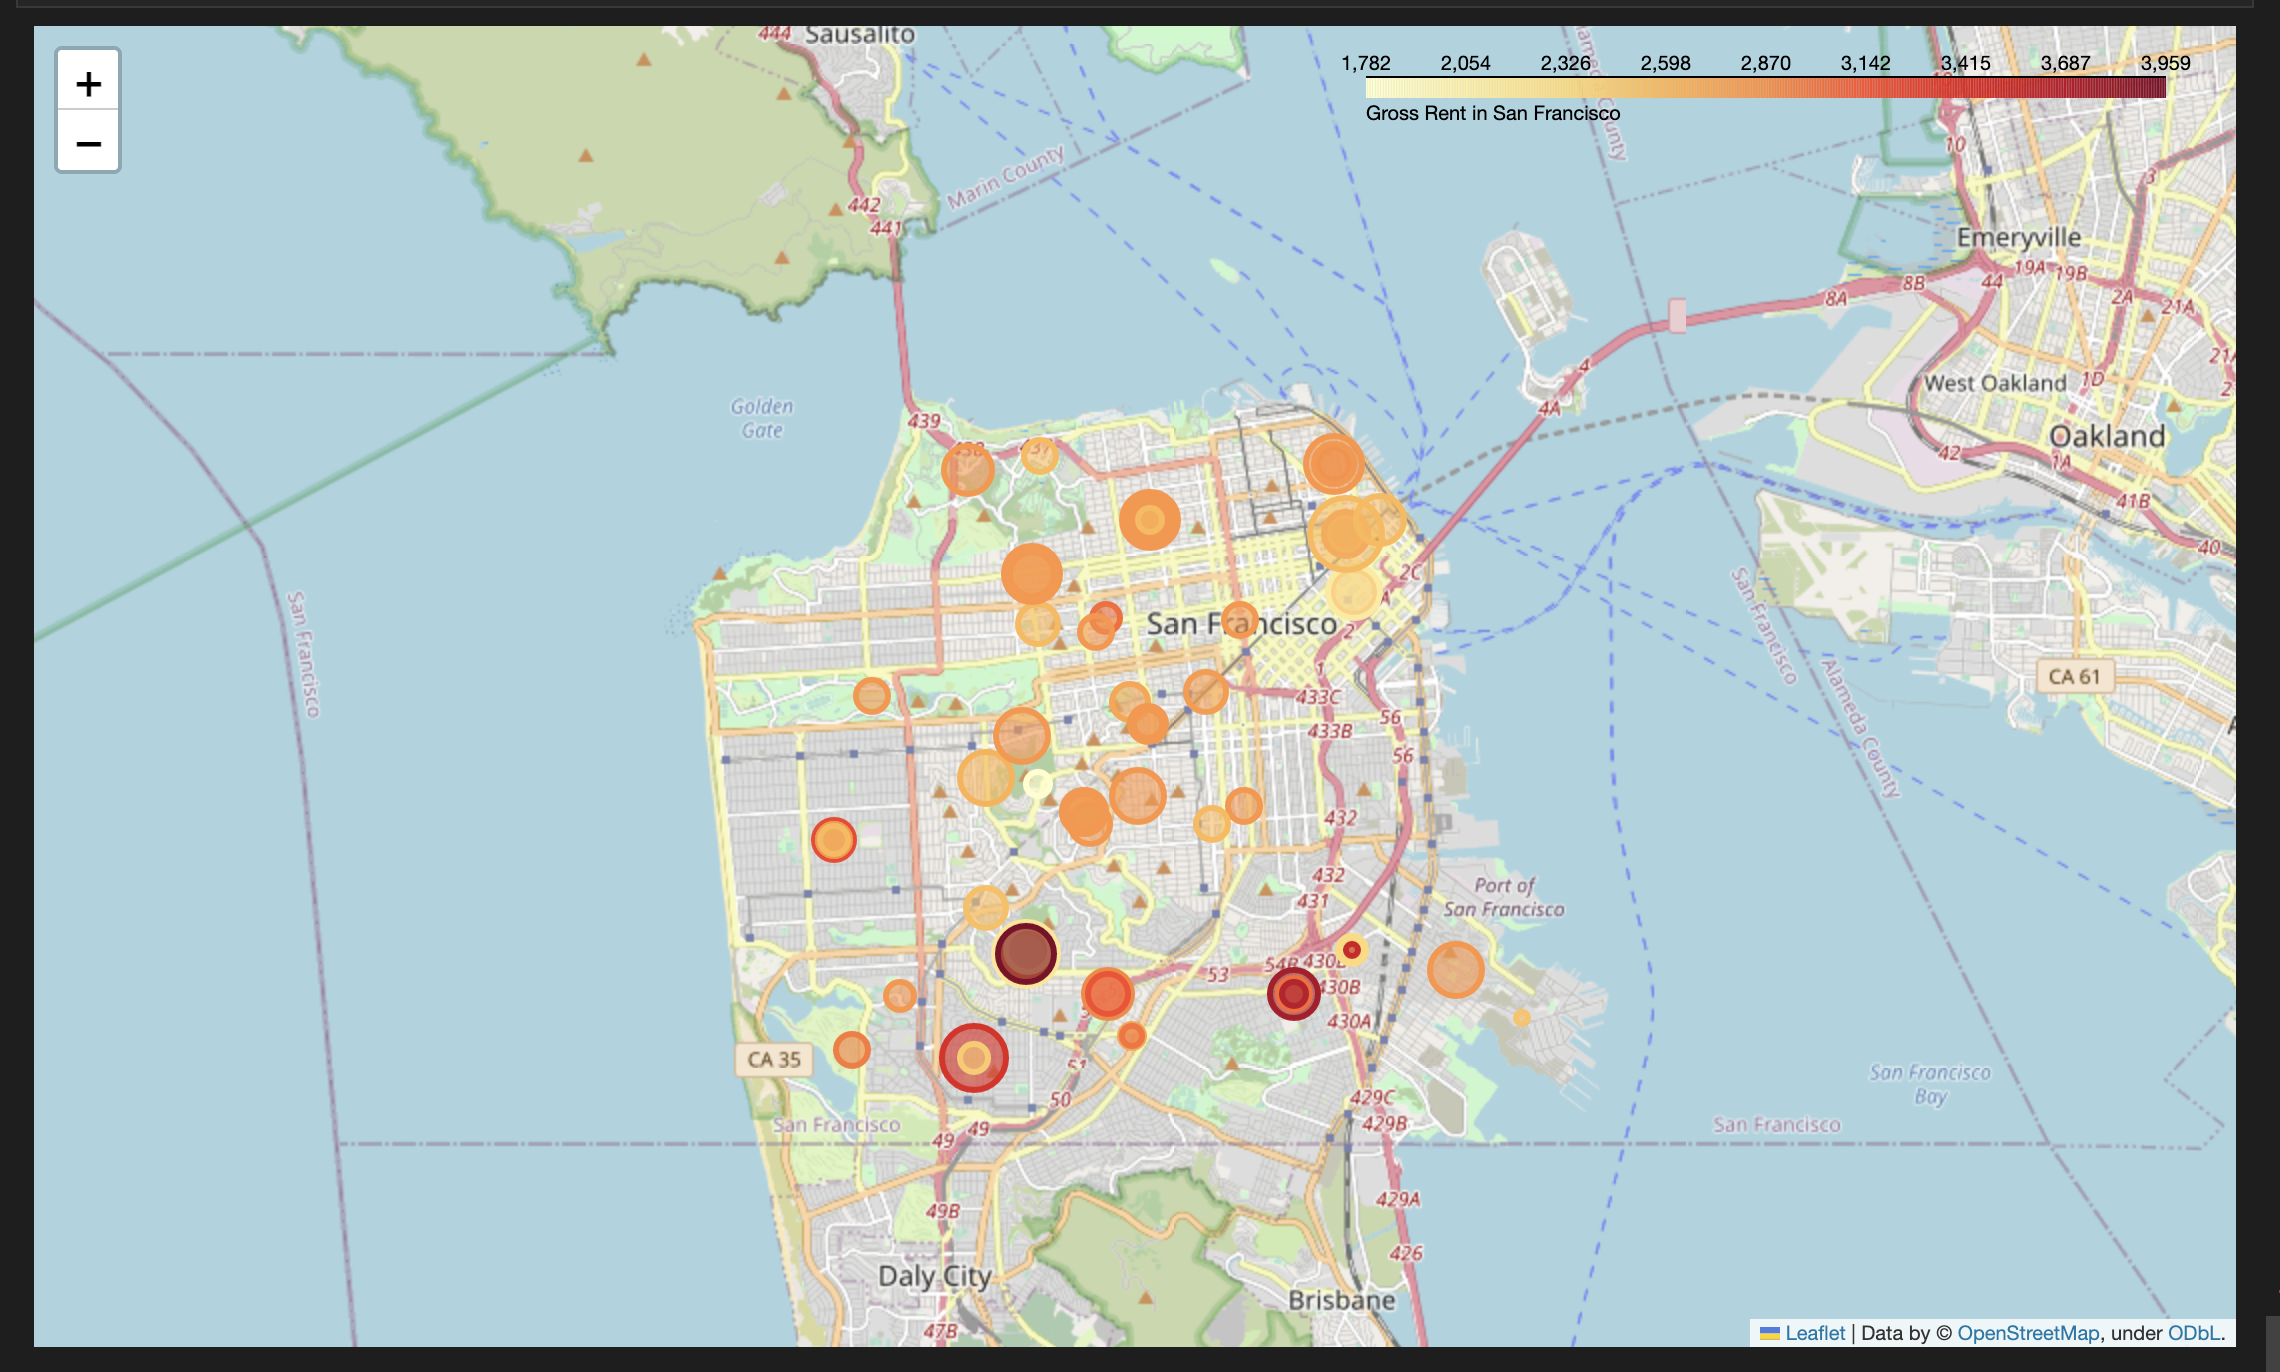 444 Sausalito
1,782 2,054 2,326 2,598 2,870 3,142 3,415 3,687 3,959
Gross Rent in San Francisco
+
−
442
441
Marin County
10
3
Emeryville
19A 19B
44
8B
8A
2A
21A
4
4A
West Oakland
1D
Oakland
42
1A
41B
40
Golden
Gate
439
2C
San Francisco
2
1
433C
433B
56
56
432
432
431
San Francisco
San Francisco
Alameda County
CA 61
Port of
San Francisco
53
54B
430B
430A
51
50
49
49
CA 35
429C
429B
San Francisco
San Francisco
San Francisco
Bay
429A
49B
426
Daly City
Brisbane
47B
Leaflet | Data by © OpenStreetMap, under ODbL.